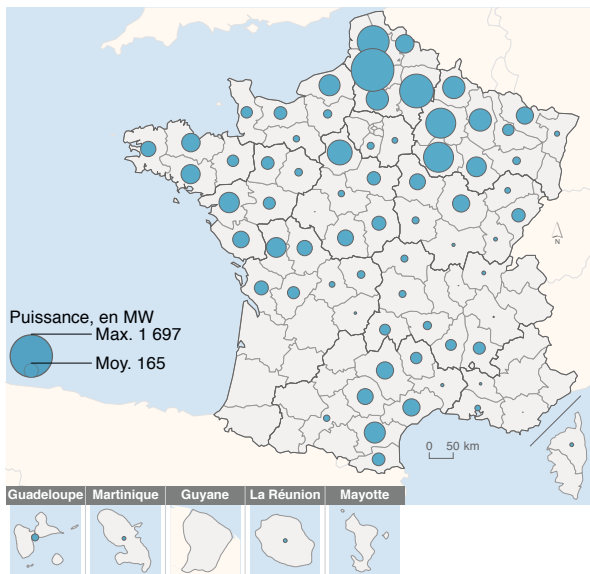 Puissance, en MW
Max. 1 697
Moy. 165
N
0 50 km
Guadeloupe Martinique Guyane La Réunion Mayotte